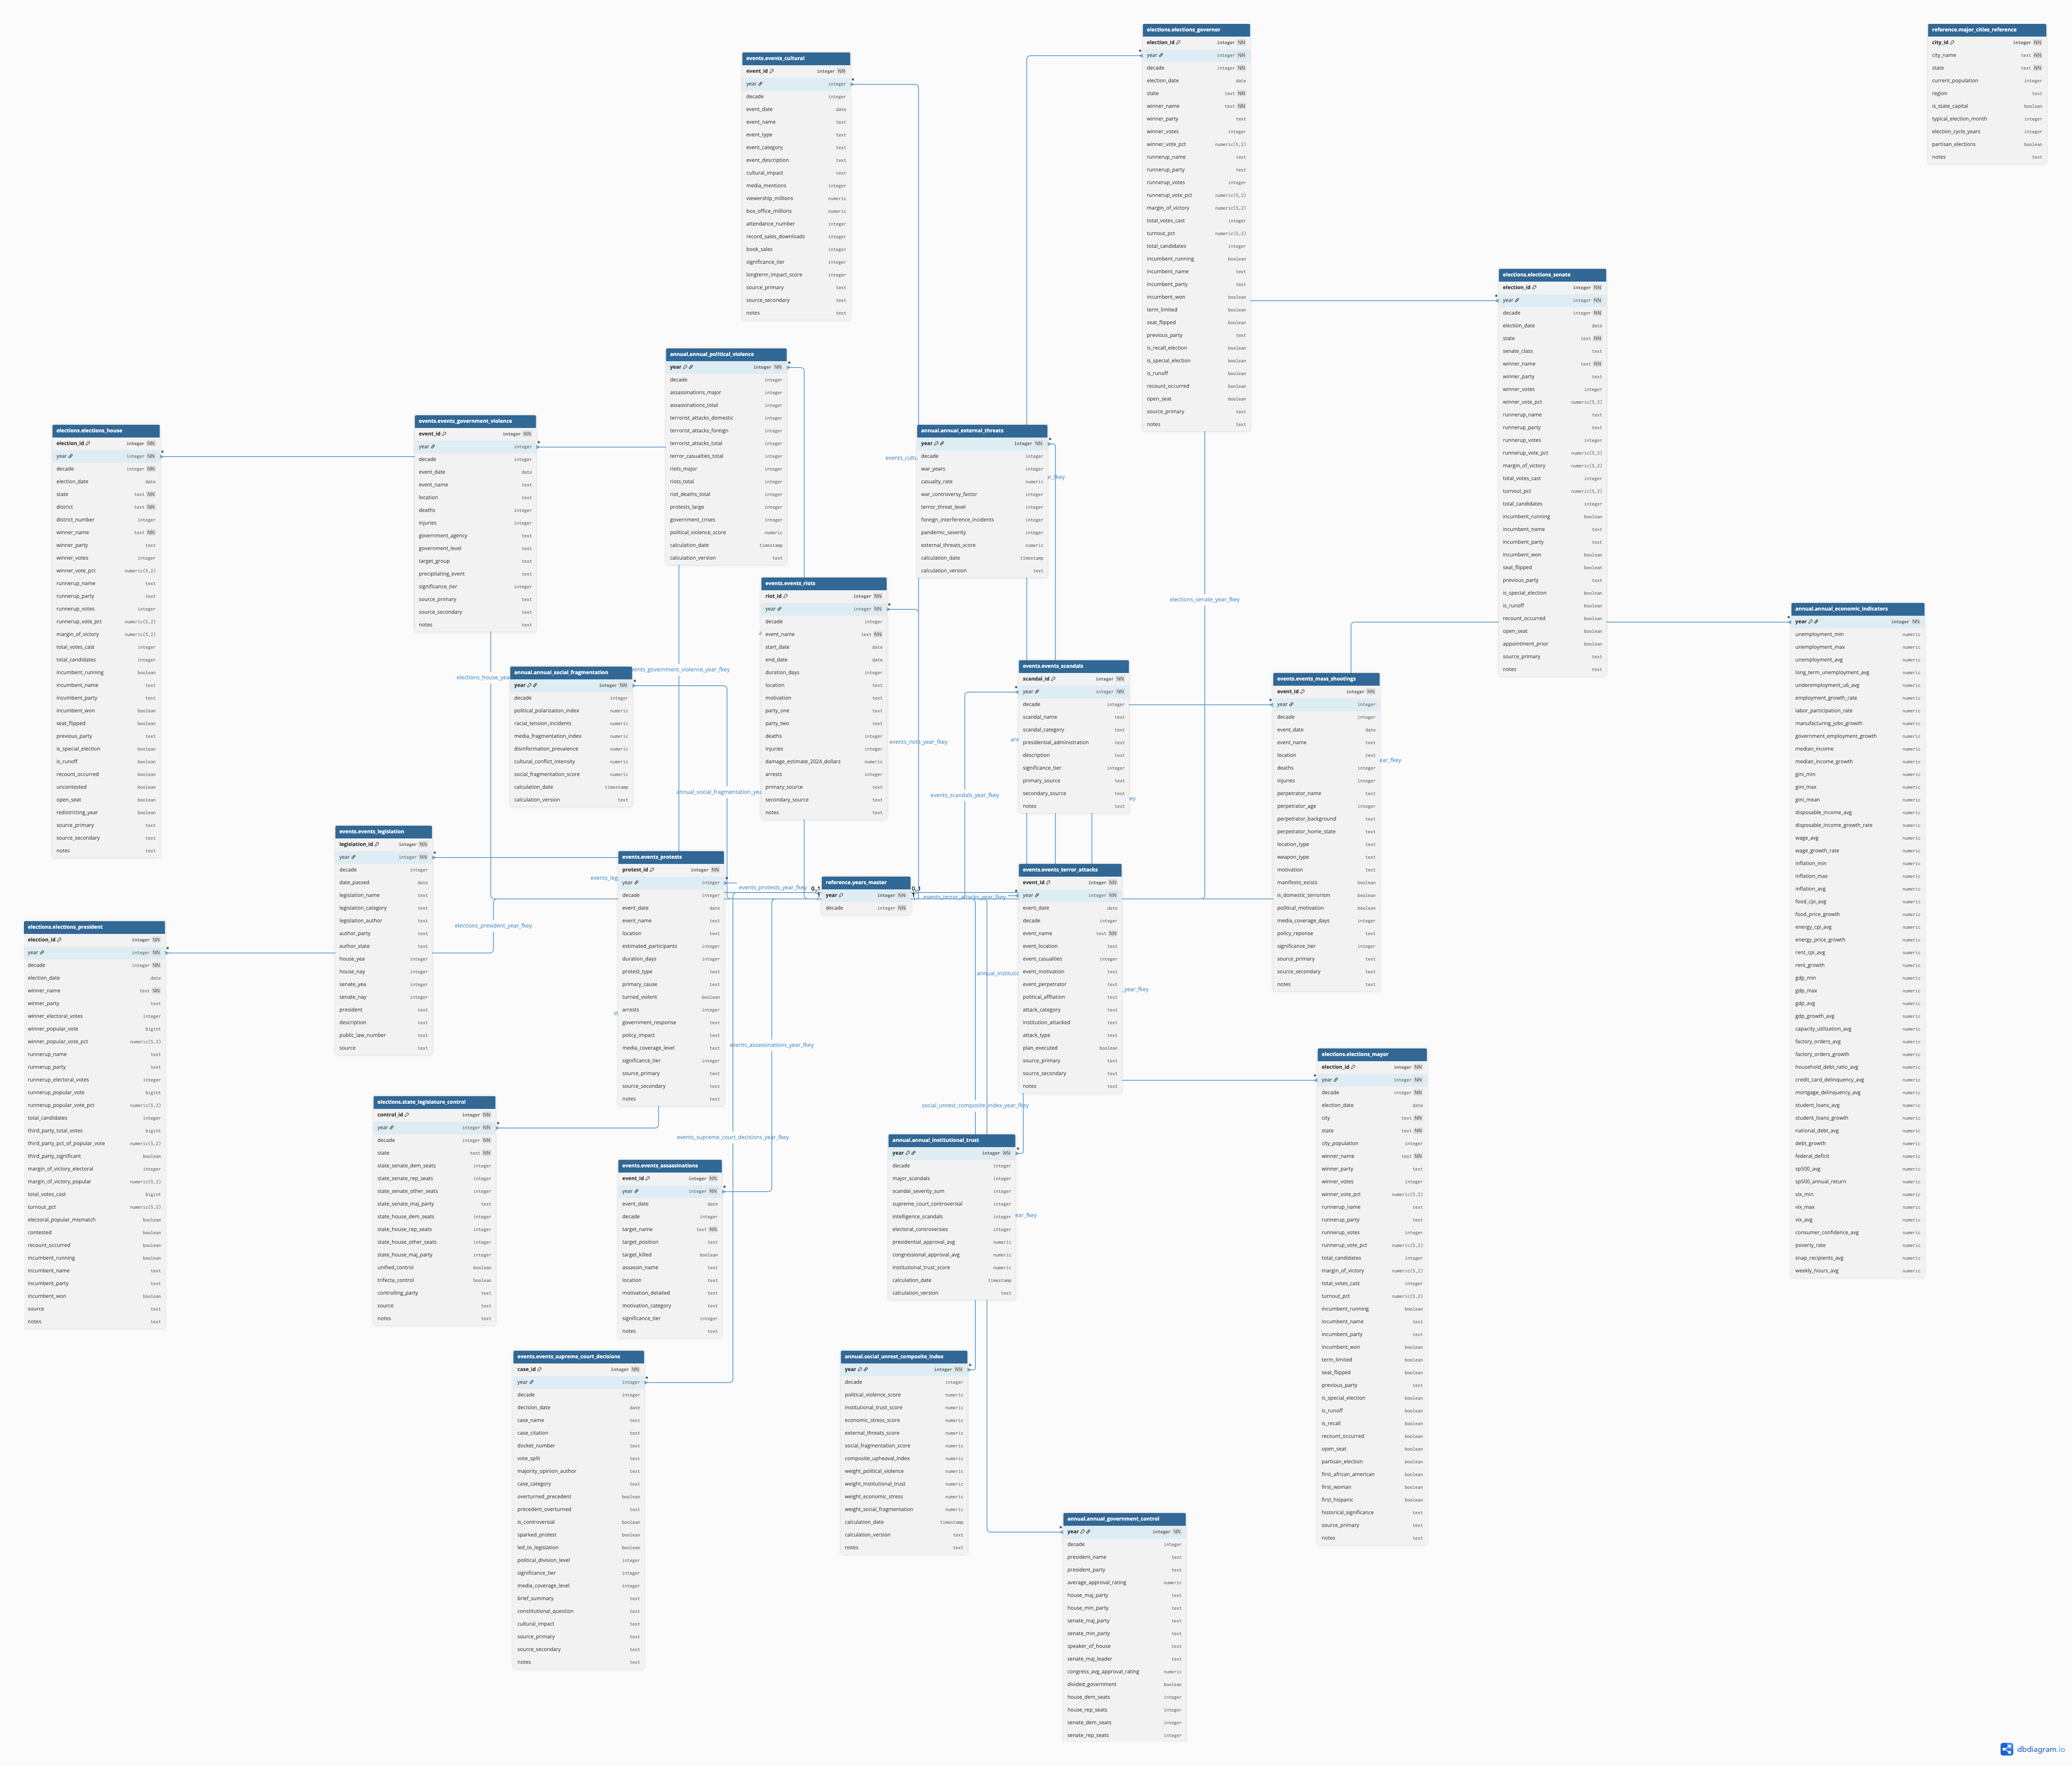 elections.elections_governor
election_id integer NN
year integer NN
decade integer NN
election_date date
state text NN
winner_name text NN
winner_party text
winner_votes integer
winner_vote_pct numeric(5,2)
runnerup_name text
runnerup_party text
runnerup_votes integer
runnerup_vote_pct numeric(5,2)
margin_of_victory numeric(5,2)
total_votes_cast integer
turnout_pct numeric(5,2)
total_candidates integer
incumbent_running boolean
incumbent_name text
incumbent_party text
incumbent_won boolean
term_limited boolean
seat_flipped boolean
previous_party text
is_recall_election boolean
is_special_election boolean
is_runoff boolean
recount_occurred boolean
open_seat boolean
source_primary text
notes text
reference.major_cities_reference
city_id integer NN
city_name text NN
state text NN
current_population integer
region text
is_state_capital boolean
typical_election_month integer
election_cycle_years integer
partisan_elections boolean
notes text
events.events_cultural
event_id integer NN
year integer
decade integer
event_date date
event_name text
event_type text
event_category text
event_description text
cultural_impact text
media_mentions integer
viewership_millions numeric
box_office_millions numeric
attendance_number integer
record_sales_downloads integer
book_sales integer
significance_tier integer
longterm_impact_score integer
source_primary text
source_secondary text
notes text
elections.elections_senate
election_id integer NN
year integer NN
decade integer NN
election_date date
state text NN
senate_class text
winner_name text NN
winner_party text
winner_votes integer
winner_vote_pct numeric(5,2)
runnerup_name text
runnerup_party text
runnerup_votes integer
runnerup_vote_pct numeric(5,2)
margin_of_victory numeric(5,2)
total_votes_cast integer
turnout_pct numeric(5,2)
total_candidates integer
incumbent_running boolean
incumbent_name text
incumbent_party text
incumbent_won boolean
seat_flipped boolean
previous_party text
is_special_election boolean
is_runoff boolean
recount_occurred boolean
open_seat boolean
appointment_prior boolean
source_primary text
notes text
annual.annual_political_violence
year integer NN
decade integer
assassinations_major integer
assassinations_total integer
terrorist_attacks_domestic integer
terrorist_attacks_foreign integer
terrorist_attacks_total integer
terror_casualties_total integer
riots_major integer
riots_total integer
riot_deaths_total integer
protests_large integer
government_crises integer
political_violence_score numeric
calculation_date timestamp
calculation_version text
events.events_government_violence
event_id integer NN
year integer
decade integer
event_date date
event_name text
location text
deaths integer
injuries integer
government_agency text
government_level text
target_group text
precipitating_event text
significance_tier integer
source_primary text
source_secondary text
notes text
elections.elections_house
election_id integer NN
year integer NN
decade integer NN
election_date date
state text NN
district text NN
district_number integer
winner_name text NN
winner_party text
winner_votes integer
winner_vote_pct numeric(5,2)
runnerup_name text
runnerup_party text
runnerup_votes integer
runnerup_vote_pct numeric(5,2)
margin_of_victory numeric(5,2)
total_votes_cast integer
total_candidates integer
incumbent_running boolean
incumbent_name text
incumbent_party text
incumbent_won boolean
seat_flipped boolean
previous_party text
is_special_election boolean
is_runoff boolean
recount_occurred boolean
uncontested boolean
open_seat boolean
redistricting_year boolean
source_primary text
source_secondary text
notes text
annual.annual_external_threats
year integer NN
decade integer
war_years integer
casualty_rate numeric
war_controversy_factor integer
terror_threat_level integer
foreign_interference_incidents integer
pandemic_severity integer
external_threats_score numeric
calculation_date timestamp
calculation_version text
events.events_riots
riot_id integer NN
year integer NN
decade integer
event_name text NN
start_date date
end_date date
duration_days integer
location text
motivation text
party_one text
party_two text
deaths integer
injuries integer
damage_estimate_2024_dollars numeric
arrests integer
primary_source text
secondary_source text
notes text
annual.annual_economic_indicators
year integer NN
unemployment_min numeric
unemployment_max numeric
unemployment_avg numeric
long_term_unemployment_avg numeric
underemployment_u6_avg numeric
employment_growth_rate numeric
labor_participation_rate numeric
manufacturing_jobs_growth numeric
government_employment_growth numeric
median_income numeric
median_income_growth numeric
gini_min numeric
gini_max numeric
gini_mean numeric
disposable_income_avg numeric
disposable_income_growth_rate numeric
wage_avg numeric
wage_growth_rate numeric
inflation_min numeric
inflation_max numeric
inflation_avg numeric
food_cpi_avg numeric
food_price_growth numeric
energy_cpi_avg numeric
energy_price_growth numeric
rent_cpi_avg numeric
rent_growth numeric
gdp_min numeric
gdp_max numeric
gdp_avg numeric
gdp_growth_avg numeric
capacity_utilization_avg numeric
factory_orders_avg numeric
factory_orders_growth numeric
household_debt_ratio_avg numeric
credit_card_delinquency_avg numeric
mortgage_delinquency_avg numeric
student_loans_avg numeric
student_loans_growth numeric
national_debt_avg numeric
debt_growth numeric
federal_deficit numeric
sp500_avg numeric
sp500_annual_return numeric
vix_min numeric
vix_max numeric
vix_avg numeric
consumer_confidence_avg numeric
poverty_rate numeric
snap_recipients_avg numeric
weekly_hours_avg numeric
annual.annual_social_fragmentation
year integer NN
decade integer
political_polarization_index numeric
racial_tension_incidents numeric
media_fragmentation_index numeric
disinformation_prevalence numeric
cultural_conflict_intensity numeric
social_fragmentation_score numeric
calculation_date timestamp
calculation_version text
events.events_scandals
scandal_id integer NN
year integer NN
decade integer
scandal_name text
scandal_category text
presidential_administration text
description text
significance_tier integer
primary_source text
secondary_source text
notes text
events.events_mass_shootings
event_id integer NN
year integer
decade integer
event_date date
event_name text
location text
deaths integer
injuries integer
perpetrator_name text
perpetrator_age integer
perpetrator_background text
perpetrator_home_state text
location_type text
weapon_type text
motivation text
manifesto_exists boolean
is_domestic_terrorism boolean
political_motivation boolean
media_coverage_days integer
policy_reponse text
significance_tier integer
source_primary text
source_secondary text
notes text
events.events_legislation
legislation_id integer NN
year integer NN
decade integer
date_passed date
legislation_name text
legislation_category text
legislation_author text
author_party text
author_state text
house_yea integer
house_nay integer
senate_yea integer
senate_nay integer
president text
description text
public_law_number text
source text
events.events_protests
protest_id integer NN
year integer
decade integer
event_date date
event_name text
location text
estimated_participants integer
duration_days integer
protest_type text
primary_cause text
turned_violent boolean
arrests integer
government_response text
policy_impact text
media_coverage_level text
significance_tier integer
source_primary text
source_secondary text
notes text
reference.years_master
year integer NN
decade integer NN
events.events_terror_attacks
event_id integer NN
year integer NN
event_date date
decade integer
event_name text NN
event_location text
event_casualties integer
event_motivation text
event_perpetrator text
political_affliation text
attack_category text
institution_attacked text
attack_type text
plan_executed boolean
source_primary text
source_secondary text
notes text
elections.elections_president
election_id integer NN
year integer NN
decade integer NN
election_date date
winner_name text NN
winner_party text
winner_electoral_votes integer
winner_popular_vote bigint
winner_popular_vote_pct numeric(5,2)
runnerup_name text
runnerup_party text
runnerup_electoral_votes integer
runnerup_popular_vote bigint
runnerup_popular_vote_pct numeric(5,2)
total_candidates integer
third_party_total_votes bigint
third_party_pct_of_popular_vote numeric(5,2)
third_party_significant boolean
margin_of_victory_electoral integer
margin_of_victory_popular numeric(5,2)
total_votes_cast bigint
turnout_pct numeric(5,2)
electoral_popular_mismatch boolean
contested boolean
recount_occurred boolean
incumbent_running boolean
incumbent_name text
incumbent_party text
incumbent_won boolean
source text
notes text
elections.elections_mayor
election_id integer NN
year integer NN
decade integer NN
election_date date
city text NN
state text NN
city_population integer
winner_name text NN
winner_party text
winner_votes integer
winner_vote_pct numeric(5,2)
runnerup_name text
runnerup_party text
runnerup_votes integer
runnerup_vote_pct numeric(5,2)
total_candidates integer
margin_of_victory numeric(5,2)
total_votes_cast integer
turnout_pct numeric(5,2)
incumbent_running boolean
incumbent_name text
incumbent_party text
incumbent_won boolean
term_limited boolean
seat_flipped boolean
previous_party text
is_special_election boolean
is_runoff boolean
is_recall boolean
recount_occurred boolean
open_seat boolean
partisan_election boolean
first_african_american boolean
first_woman boolean
first_hispanic boolean
historical_significance text
source_primary text
notes text
elections.state_legislature_control
control_id integer NN
year integer NN
decade integer NN
state text NN
state_senate_dem_seats integer
state_senate_rep_seats integer
state_senate_other_seats integer
state_senate_maj_party text
state_house_dem_seats integer
state_house_rep_seats integer
state_house_other_seats integer
state_house_maj_party integer
unified_control boolean
trifecta_control boolean
controlling_party text
source text
notes text
annual.annual_institutional_trust
year integer NN
decade integer
major_scandals integer
scandal_severity_sum integer
supreme_court_controversial integer
intelligence_scandals integer
electoral_controversies integer
presidential_approval_avg numeric
congressional_approval_avg numeric
institutional_trust_score numeric
calculation_date timestamp
calculation_version text
events.events_assassinations
event_id integer NN
year integer NN
event_date date
decade integer
target_name text NN
target_position text
target_killed boolean
assassin_name text
location text
motivation_detailed text
motivation_category text
significance_tier integer
notes text
events.events_supreme_court_decisions
case_id integer NN
year integer
decade integer
decision_date date
case_name text
case_citation text
docket_number text
vote_split text
majority_opinion_author text
case_category text
overturned_precedent boolean
precedent_overturned text
is_controversial boolean
sparked_protest boolean
led_to_legislation boolean
political_division_level integer
significance_tier integer
media_coverage_level integer
brief_summary text
constitutional_question text
cultural_impact text
source_primary text
source_secondary text
notes text
annual.social_unrest_composite_index
year integer NN
decade integer
political_violence_score numeric
institutional_trust_score numeric
economic_stress_score numeric
external_threats_score numeric
social_fragmentation_score numeric
composite_upheaval_index numeric
weight_political_violence numeric
weight_institutional_trust numeric
weight_economic_stress numeric
weight_social_fragmentation numeric
calculation_date timestamp
calculation_version text
notes text
annual.annual_government_control
year integer NN
decade integer
president_name text
president_party text
average_approval_rating numeric
house_maj_party text
house_min_party text
senate_maj_party text
senate_min_party text
speaker_of_house text
senate_maj_leader text
congress_avg_approval_rating numeric
divided_government boolean
house_dem_seats integer
house_rep_seats integer
senate_dem_seats integer
senate_rep_seats integer
elections_senate_year_fkey
events_riots_year_fkey
events_scandals_year_fkey
events_protests_year_fkey
events_terror_attacks_year_fkey
elections_president_year_fkey
events_assassinations_year_fkey
social_unrest_composite_index_year_fkey
events_supreme_court_decisions_year_fkey
dbdiagram.io